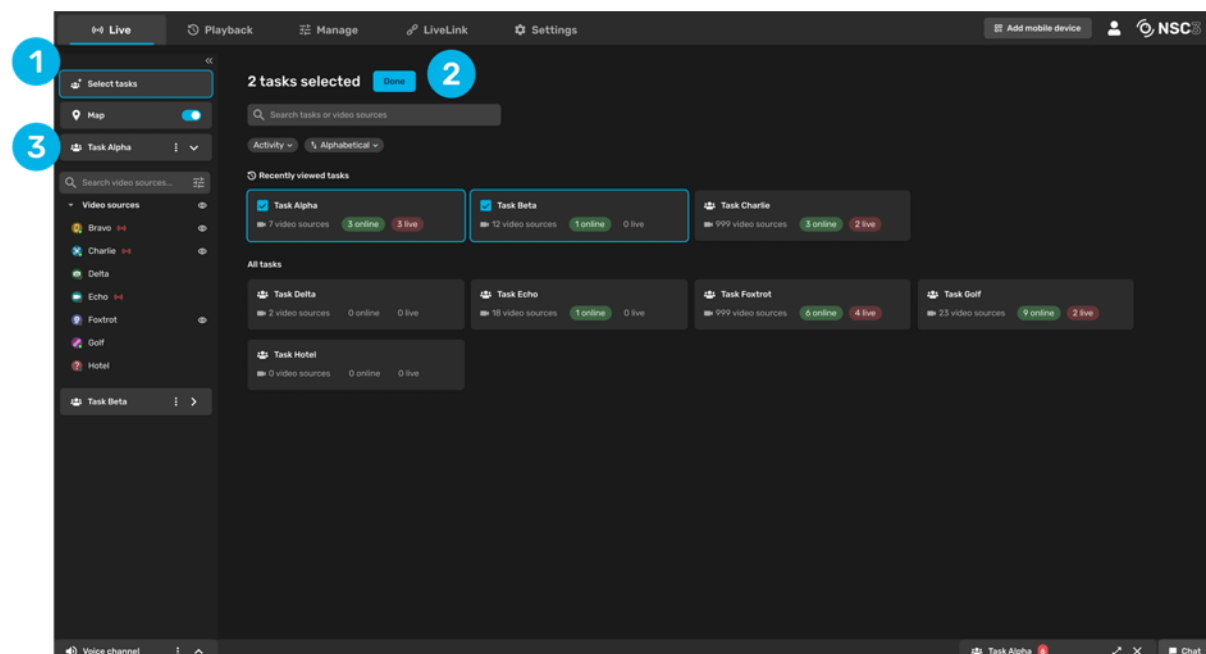 Live Playback Manage LiveLink Settings Add mobile device NSC3
1
Select tasks
Map
3
Task Alpha
Search video sources...
Video sources
Bravo
Charlie
Delta
Echo
Foxtrot
Golf
Hotel
Task Beta
2 tasks selected Done 2
Search tasks or video sources
Activity Alphabetical
Recently viewed tasks
Task Alpha
7 video sources 3 online 3 live
Task Beta
12 video sources 1 online 0 live
Task Charlie
999 video sources 3 online 2 live
All tasks
Task Delta
2 video sources 0 online 0 live
Task Echo
18 video sources 1 online 0 live
Task Foxtrot
999 video sources 6 online 4 live
Task Golf
23 video sources 9 online 2 live
Task Hotel
0 video sources 0 online 0 live
Voice channel Task Alpha 6 Chat